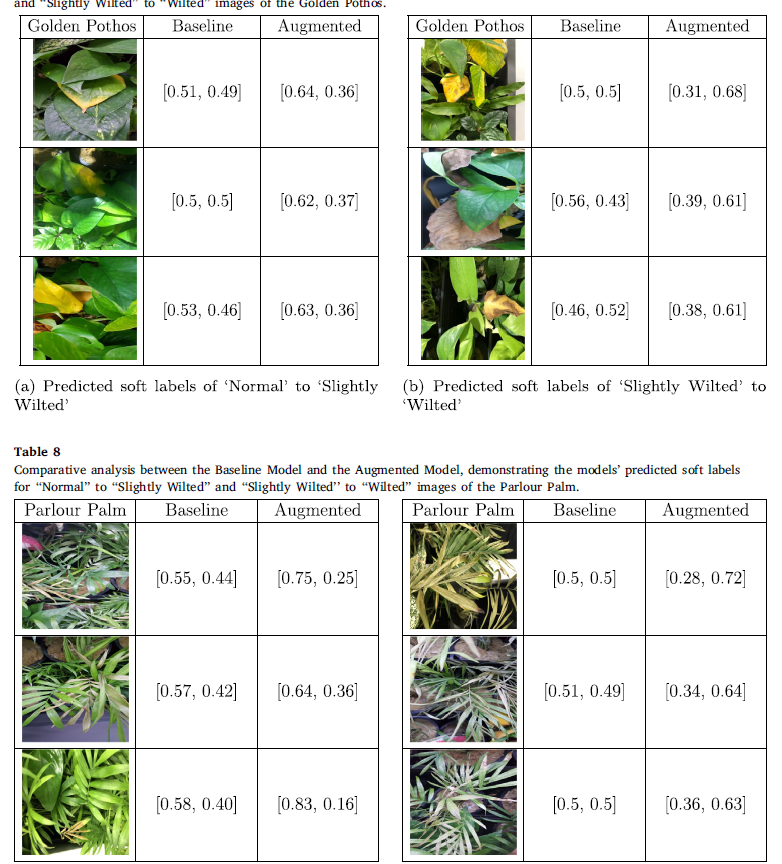 and “Slightly Wilted” to “Wilted” images of the Golden Pothos.
Golden Pothos Baseline Augmented
[0.51, 0.49] [0.64, 0.36]
[0.5, 0.5] [0.62, 0.37]
[0.53, 0.46] [0.63, 0.36]
(a) Predicted soft labels of ‘Normal’ to ‘Slightly
Wilted’
Golden Pothos Baseline Augmented
[0.5, 0.5] [0.31, 0.68]
[0.56, 0.43] [0.39, 0.61]
[0.46, 0.52] [0.38, 0.61]
(b) Predicted soft labels of ‘Slightly Wilted’ to
‘Wilted’
Table 8
Comparative analysis between the Baseline Model and the Augmented Model, demonstrating the models’ predicted soft labels
for “Normal” to “Slightly Wilted” and “Slightly Wilted’’ to “Wilted” images of the Parlour Palm.
Parlour Palm Baseline Augmented
[0.55, 0.44] [0.75, 0.25]
[0.57, 0.42] [0.64, 0.36]
[0.58, 0.40] [0.83, 0.16]
Parlour Palm Baseline Augmented
[0.5, 0.5] [0.28, 0.72]
[0.51, 0.49] [0.34, 0.64]
[0.5, 0.5] [0.36, 0.63]